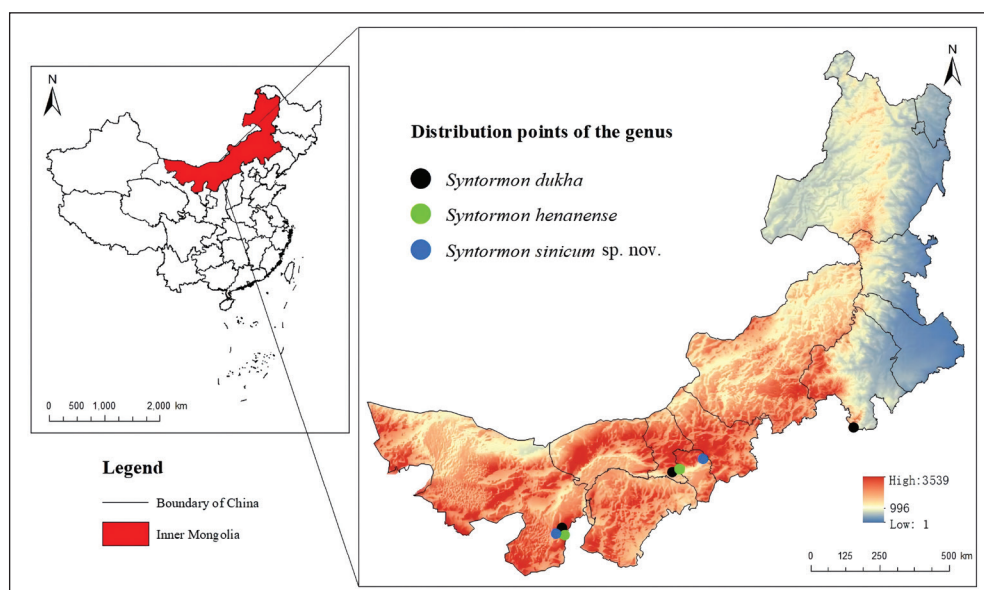 N
0 500 1,000 2,000 km
Legend
Boundary of China
Inner Mongolia
N
Distribution points of the genus
Syntormon dukha
Syntormon henanense
Syntormon sinicum sp. nov.
High:3539
996
Low: 1
0 125 250 500 km